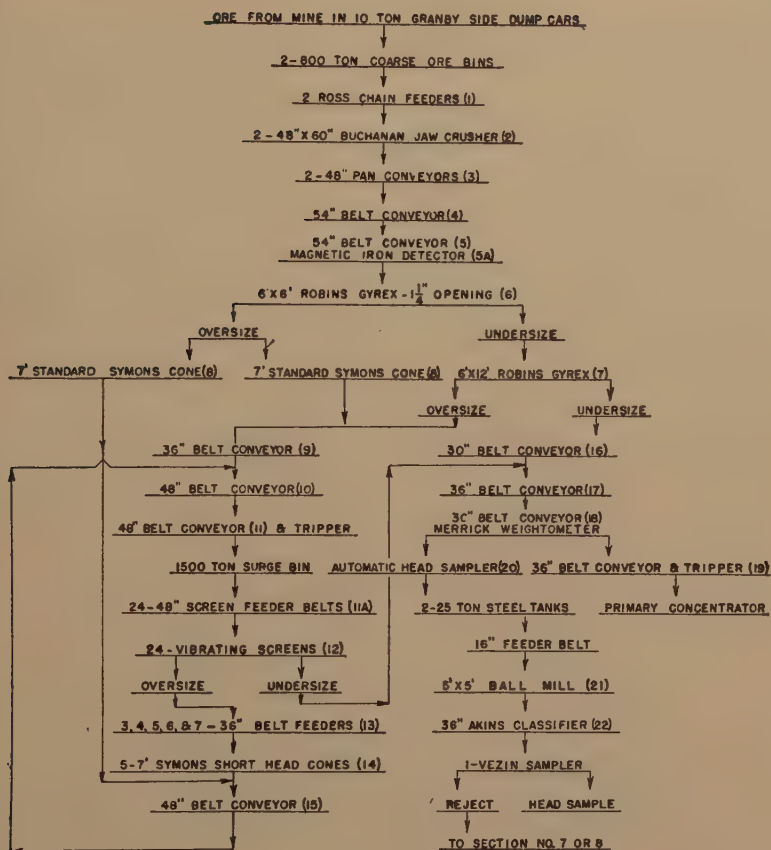 ORE FROM MINE IN 10 TON GRANBY SIDE DUMP CARS
2-800 TON COARSE ORE BINS
2 ROSS CHAIN FEEDERS (1)
2-48"X 60" BUCHANAN JAW CRUSHER (2)
2-48" PAN CONVEYORS (3)
54" BELT CONVEYOR (4)
54" BELT CONVEYOR (5)
MAGNETIC IRON DETECTOR (5A)
6'X6' ROBINS GYREX-1 1/4" OPENING (6)
OVERSIZE
UNDERSIZE
7' STANDARD SYMONS CONE (8)
7' STANDARD SYMONS CONE (8)
6'X12' ROBINS GYREX (7)
OVERSIZE
UNDERSIZE
36" BELT CONVEYOR (9)
30" BELT CONVEYOR (16)
48" BELT CONVEYOR (10)
36" BELT CONVEYOR (17)
48" BELT CONVEYOR (11) & TRIPPER
30" BELT CONVEYOR (18)
MERRICK WEIGHTOMETER
1500 TON SURGE BIN
AUTOMATIC HEAD SAMPLER (20)
36" BELT CONVEYOR & TRIPPER (19)
24-48" SCREEN FEEDER BELTS (11A)
2-25 TON STEEL TANKS
PRIMARY CONCENTRATOR
24-VIBRATING SCREENS (12)
16" FEEDER BELT
OVERSIZE
UNDERSIZE
5'X5' BALL MILL (21)
3, 4, 5, 6, & 7-36" BELT FEEDERS (13)
36" AKINS CLASSIFIER (22)
5-7' SYMONS SHORT HEAD CONES (14)
1-VEZIN SAMPLER
48" BELT CONVEYOR (15)
REJECT
HEAD SAMPLE
TO SECTION NO. 7 OR 8